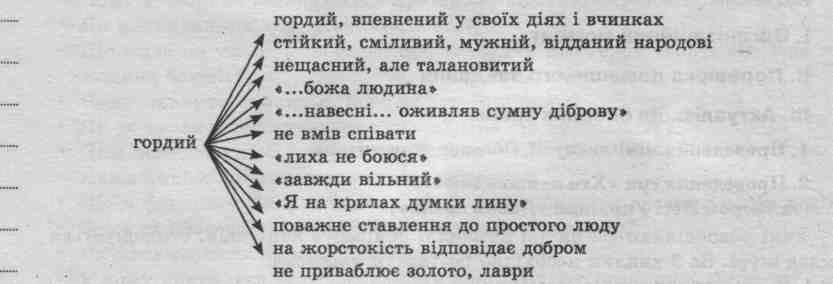 гордий, впевнений у своїх діях і вчинках
стійкий, сміливий, мужній, відданий народові
нещасний, але талановитий
«...божа людина»
«...навесні... оживляв сумну діброву»
не вмів співати
гордий
«лиха не боюся»
«завжди вільний»
«Я на крилах думки лину»
поважне ставлення до простого люду
на жорстокість відповідає добром
не приваблює золото, лаври